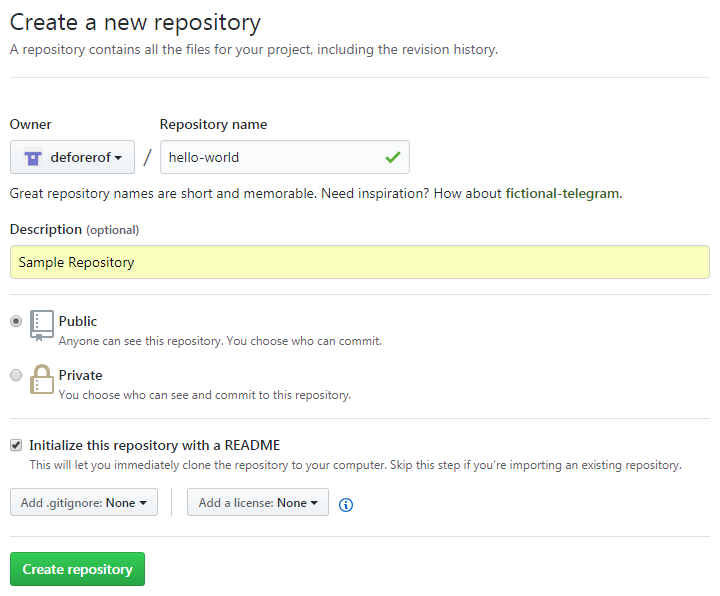 Create a new repository
A repository contains all the files for your project, including the revision history.
Owner
Repository name
deforerof
/
hello-world
Great repository names are short and memorable. Need inspiration? How about fictional-telegram.
Description (optional)
Sample Repository
Public
Anyone can see this repository. You choose who can commit.
Private
You choose who can see and commit to this repository.
Initialize this repository with a README
This will let you immediately clone the repository to your computer. Skip this step if you’re importing an existing repository.
Add .gitignore: None
Add a license: None
Create repository